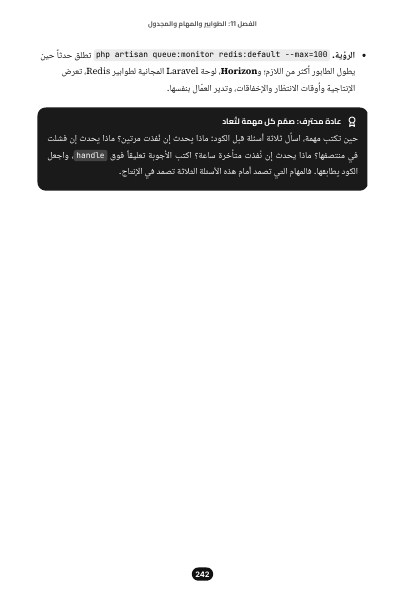 الفصل 11: الطوابير والمهام والمجدول
• الرؤية. php artisan queue:monitor redis:default --max=100 تطلق حدثاً حين
يطول الطابور أكثر من اللازم؛ وHorizon، لوحة Laravel المجانية لطوابير Redis، تعرض
الإنتاجية وأوقات الانتظار والإخفاقات، وتدير العمّال بنفسها.
عادة محترف: صمّم كل مهمة لتُعاد
حين تكتب مهمة، اسأل ثلاثة أسئلة قبل الكود: ماذا يحدث إن نُفذت مرتين؟ ماذا يحدث إن فشلت
في منتصفها؟ ماذا يحدث إن نُفذت متأخرة ساعة؟ اكتب الأجوبة تعليقاً فوق handle، واجعل
الكود يطابقها. فالمهام التي تصمد أمام هذه الأسئلة الثلاثة تصمد في الإنتاج.
242